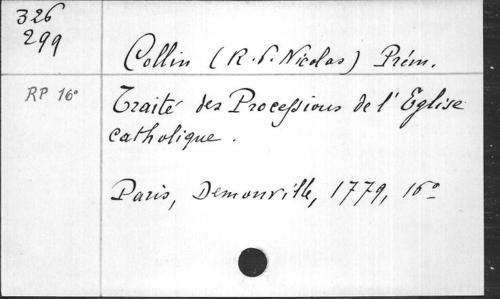 326
299
Collin (R. P. Nicolas) Prém.
RP 16°
Traité des Processions de l'Eglise
catholique.
Paris, Demonville, 1779, 16°